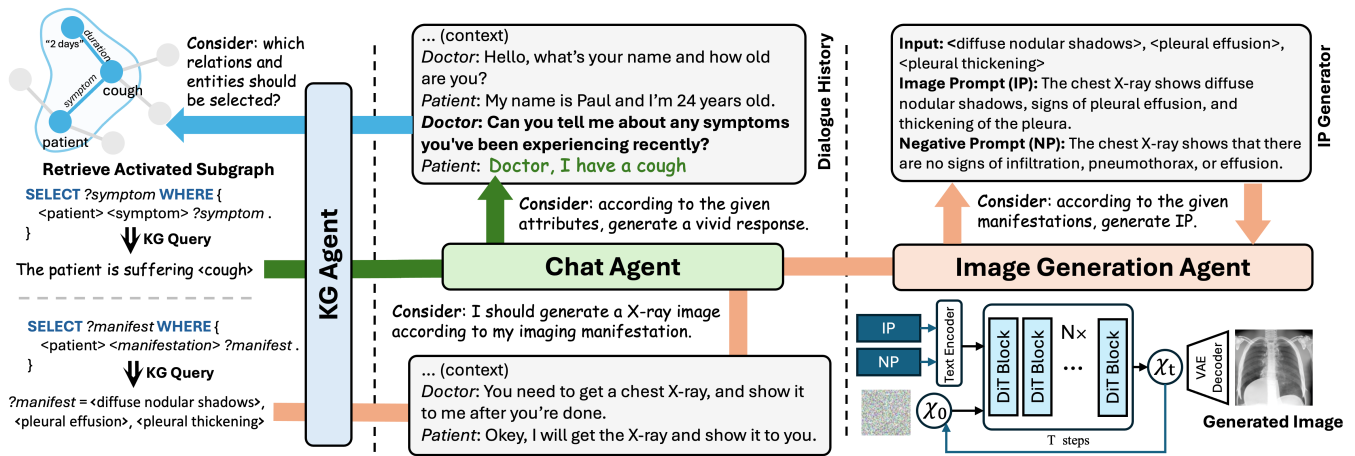 "2 days"
duration
cough
symptom
patient
Consider: which
relations and
entities should
be selected?
Retrieve Activated Subgraph
SELECT ?symptom WHERE {
<patient> <symptom> ?symptom .
}
KG Query
The patient is suffering <cough>
SELECT ?manifest WHERE {
<patient> <manifestation> ?manifest .
}
KG Query
?manifest = <diffuse nodular shadows>,
<pleural effusion>, <pleural thickening>
KG Agent
... (context)
Doctor: Hello, what's your name and how old
are you?
Patient: My name is Paul and I'm 24 years old.
Doctor: Can you tell me about any symptoms
you've been experiencing recently?
Patient: Doctor, I have a cough
Dialogue History
Consider: according to the given
attributes, generate a vivid response.
Chat Agent
Consider: I should generate a X-ray image
according to my imaging manifestation.
... (context)
Doctor: You need to get a chest X-ray, and show it
to me after you're done.
Patient: Okey, I will get the X-ray and show it to you.
Input: <diffuse nodular shadows>, <pleural effusion>,
<pleural thickening>
Image Prompt (IP): The chest X-ray shows diffuse
nodular shadows, signs of pleural effusion, and
thickening of the pleura.
Negative Prompt (NP): The chest X-ray shows that there
are no signs of infiltration, pneumothorax, or effusion.
IP Generator
Consider: according to the given
manifestations, generate IP.
Image Generation Agent
IP
NP
Text Encoder
DiT Block
DiT Block
N×
...
DiT Block
χ0
χt
T steps
VAE
Decoder
Generated Image